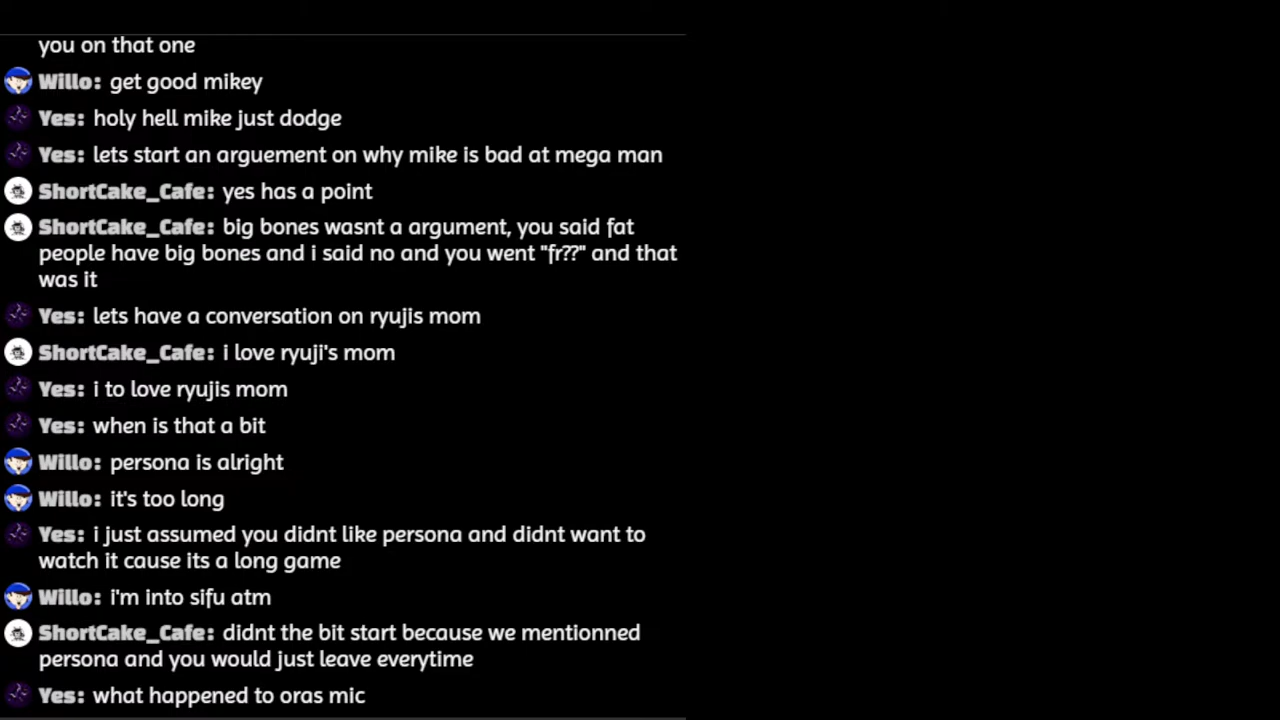 you on that one
Willo: get good mikey
Yes: holy hell mike just dodge
Yes: lets start an arguement on why mike is bad at mega man
ShortCake_Cafe: yes has a point
ShortCake_Cafe: big bones wasnt a argument, you said fat
people have big bones and i said no and you went "fr??" and that
was it
Yes: lets have a conversation on ryujis mom
ShortCake_Cafe: i love ryuji's mom
Yes: i to love ryujis mom
Yes: when is that a bit
Willo: persona is alright
Willo: it's too long
Yes: i just assumed you didnt like persona and didnt want to
watch it cause its a long game
Willo: i'm into sifu atm
ShortCake_Cafe: didnt the bit start because we mentionned
persona and you would just leave everytime
Yes: what happened to oras mic